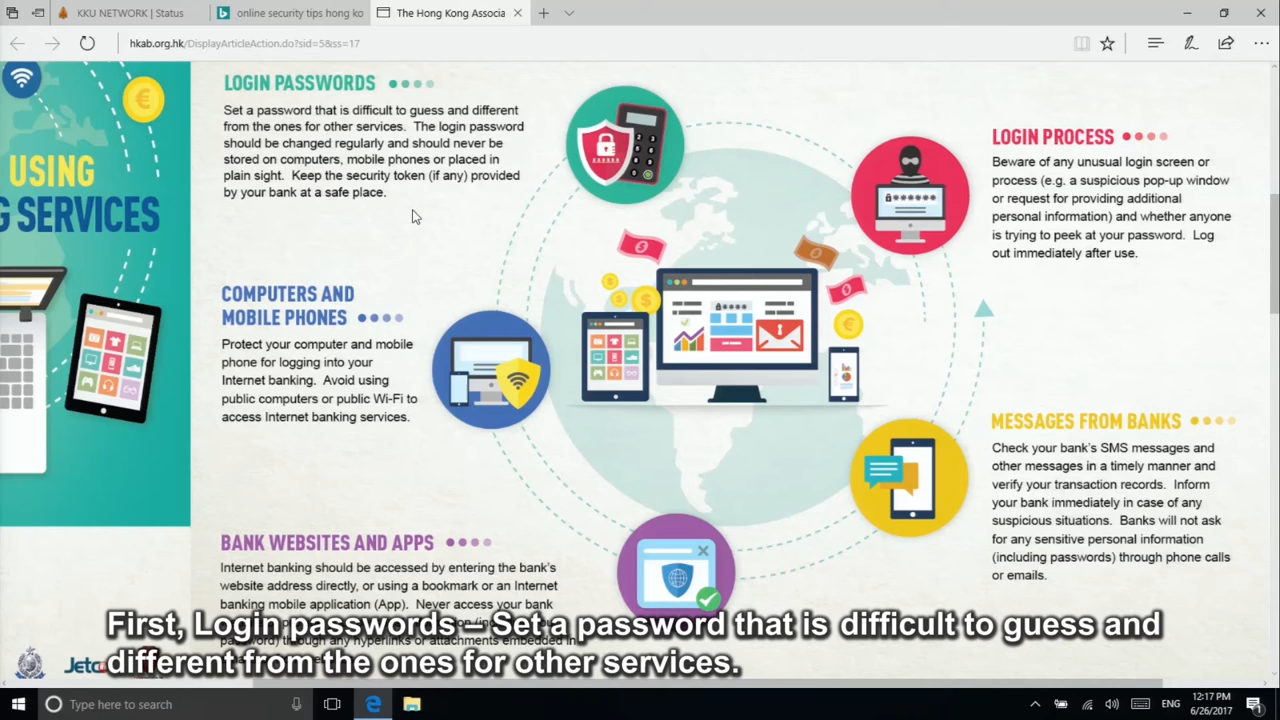 KKU NETWORK | Status
online security tips hong ko
The Hong Kong Associa
hkab.org.hk/DisplayArticleAction.do?sid=5&ss=17
USING
G SERVICES
LOGIN PASSWORDS
Set a password that is difficult to guess and different
from the ones for other services. The login password
should be changed regularly and should never be
stored on computers, mobile phones or placed in
plain sight. Keep the security token (if any) provided
by your bank at a safe place.
LOGIN PROCESS
Beware of any unusual login screen or
process (e.g. a suspicious pop-up window
or request for providing additional
personal information) and whether anyone
is trying to peek at your password. Log
out immediately after use.
COMPUTERS AND
MOBILE PHONES
Protect your computer and mobile
phone for logging into your
Internet banking. Avoid using
public computers or public Wi-Fi to
access Internet banking services.
MESSAGES FROM BANKS
Check your bank's SMS messages and
other messages in a timely manner and
verify your transaction records. Inform
your bank immediately in case of any
suspicious situations. Banks will not ask
for any sensitive personal information
(including passwords) through phone calls
or emails.
BANK WEBSITES AND APPS
Internet banking should be accessed by entering the bank's
website address directly, or using a bookmark or an Internet
banking mobile application (App). Never access your bank
through any hyperlinks or attachments embedded in
First, Login passwords – Set a password that is difficult to guess and
different from the ones for other services.
Type here to search
ENG
12:17 PM
6/26/2017